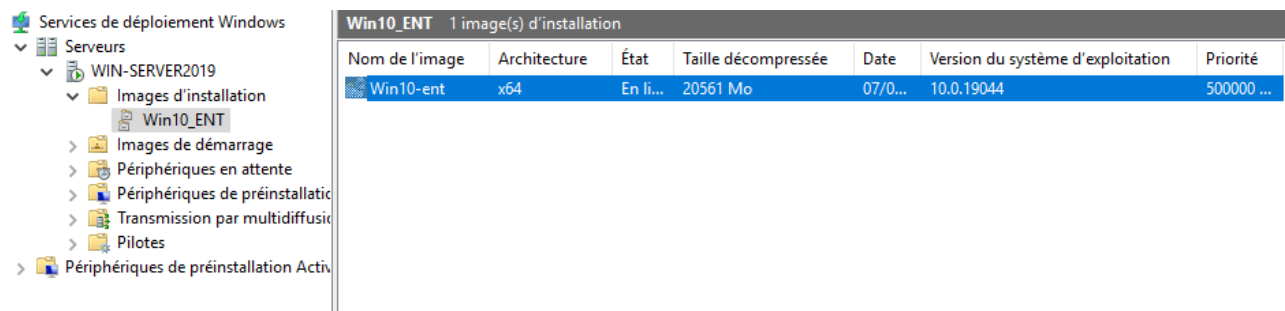 Services de déploiement Windows
Serveurs
WIN-SERVER2019
Images d'installation
Win10_ENT
Images de démarrage
Périphériques en attente
Périphériques de préinstallatic
Transmission par multidiffusio
Pilotes
Périphériques de préinstallation Activ
Win10_ENT 1 image(s) d'installation
Nom de l'image Architecture État Taille décompressée Date Version du système d'exploitation Priorité
Win10-ent x64 En li... 20561 Mo 07/0... 10.0.19044 500000 ...